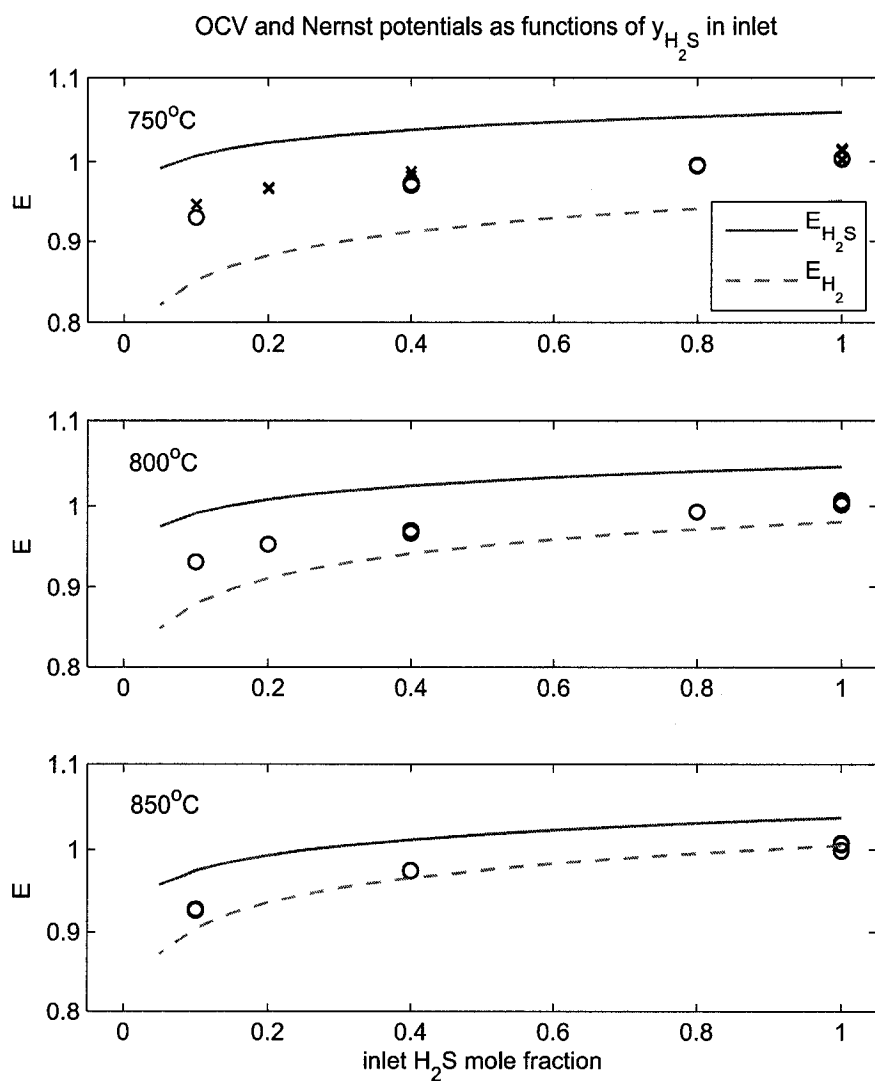 OCV and Nernst potentials as functions of y_H₂S in inlet
1.1
750°C
1
E
0.9
0.8
E_H₂S
E_H₂
0 0.2 0.4 0.6 0.8 1
1.1
800°C
1
E
0.9
0.8
0 0.2 0.4 0.6 0.8 1
1.1
850°C
1
E
0.9
0.8
0 0.2 0.4 0.6 0.8 1
inlet H₂S mole fraction